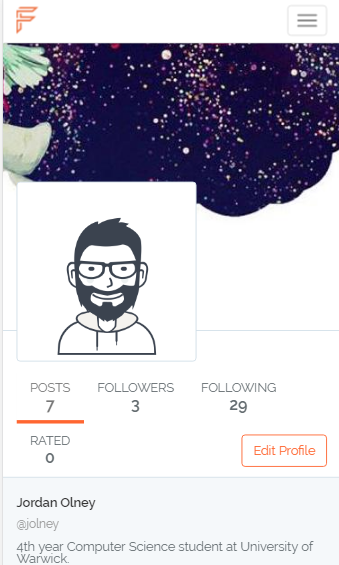 POSTS FOLLOWERS FOLLOWING
7 3 29
RATED
0
Edit Profile
Jordan Olney
@jolney
4th year Computer Science student at University of
Warwick.